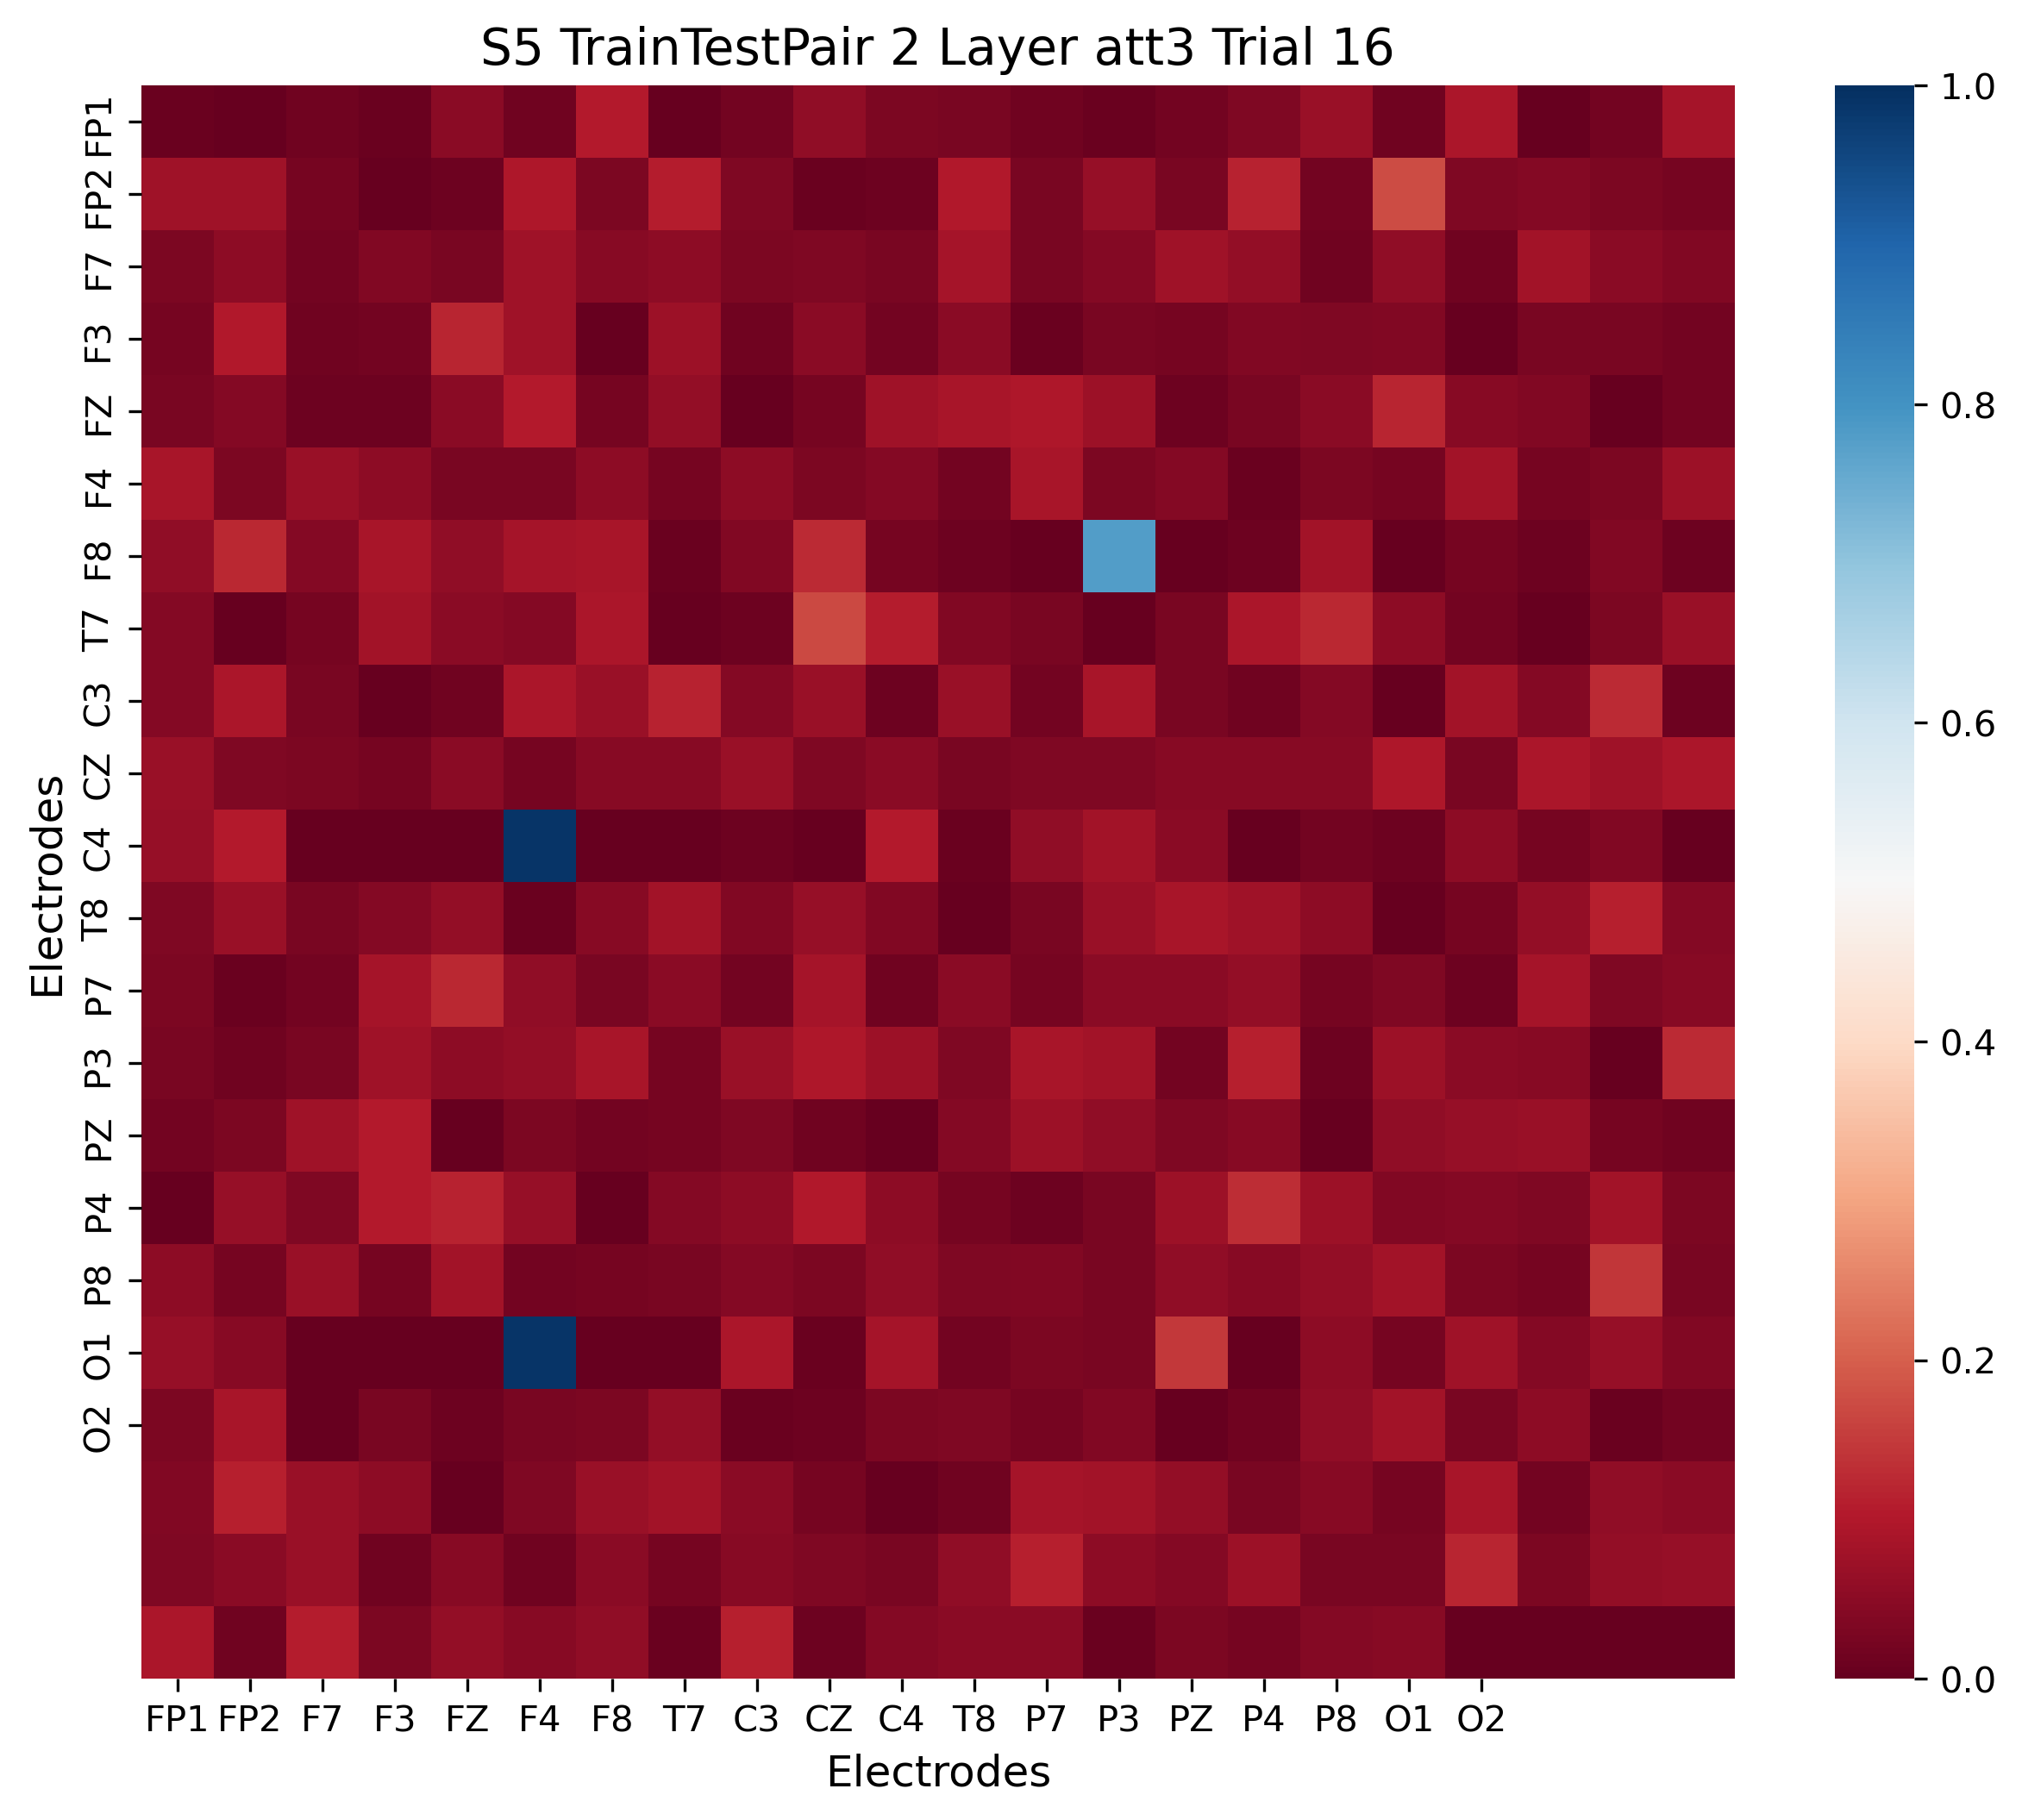 S5 TrainTestPair 2 Layer att3 Trial 16
Electrodes
FP1
FP2
F7
F3
FZ
F4
F8
T7
C3
CZ
C4
T8
P7
P3
PZ
P4
P8
O1
O2
FP1 FP2 F7 F3 FZ F4 F8 T7 C3 CZ C4 T8 P7 P3 PZ P4 P8 O1 O2
Electrodes
1.0
0.8
0.6
0.4
0.2
0.0